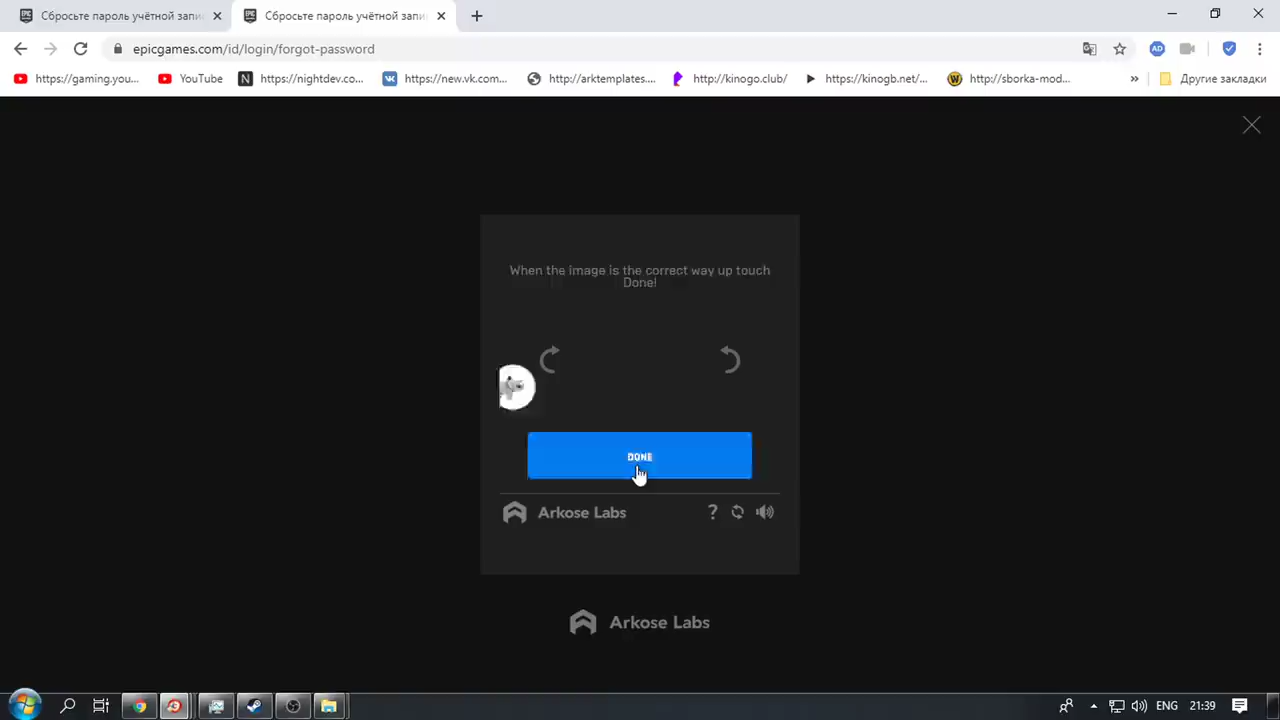 Сбросьте пароль учётной запи
Сбросьте пароль учётной запи
epicgames.com/id/login/forgot-password
https://gaming.you...
YouTube
https://nightdev.co...
https://new.vk.com...
http://arktemplates....
http://kinogo.club/
https://kinogb.net/...
http://sborka-mod...
»
Другие закладки
When the image is the correct way up touch
Done!
DONE
Arkose Labs
?
Arkose Labs
ENG
21:39